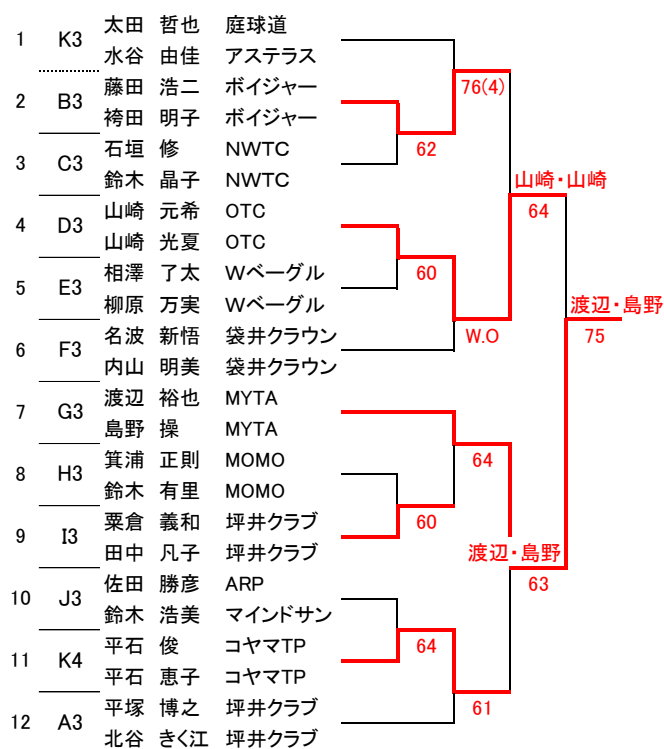 1 K3 太田 哲也 庭球道
水谷 由佳 アステラス
2 B3 藤田 浩二 ボイジャー
袴田 明子 ボイジャー
3 C3 石垣 修 NWTC
鈴木 晶子 NWTC
4 D3 山崎 元希 OTC
山崎 光夏 OTC
5 E3 相澤 了太 Wベーグル
柳原 万実 Wベーグル
6 F3 名波 新悟 袋井クラウン
内山 明美 袋井クラウン
7 G3 渡辺 裕也 MYTA
島野 操 MYTA
8 H3 箕浦 正則 MOMO
鈴木 有里 MOMO
9 I3 粟倉 義和 坪井クラブ
田中 凡子 坪井クラブ
10 J3 佐田 勝彦 ARP
鈴木 浩美 マインドサン
11 K4 平石 俊 コヤマTP
平石 恵子 コヤマTP
12 A3 平塚 博之 坪井クラブ
北谷 きく江 坪井クラブ
76(4)
62
山崎・山崎
64
60
渡辺・島野
W.O
75
64
60
渡辺・島野
63
64
61